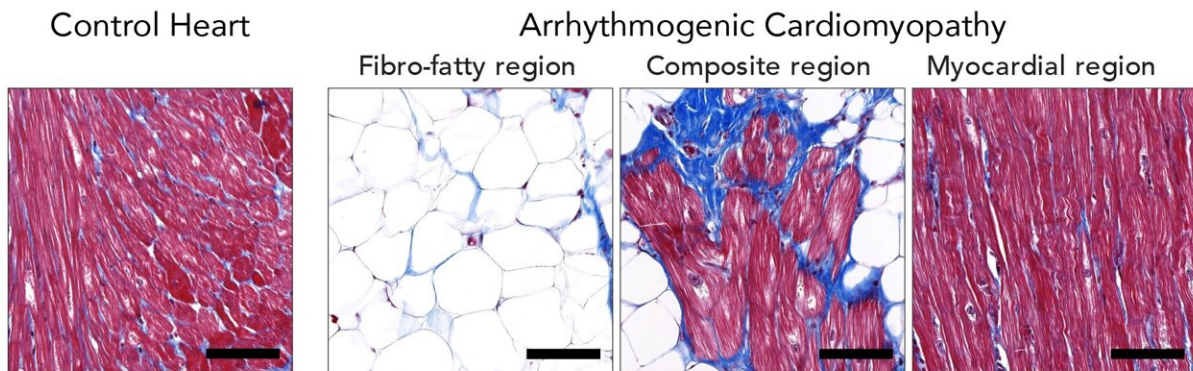 Control Heart
Arrhythmogenic Cardiomyopathy
Fibro-fatty region
Composite region
Myocardial region